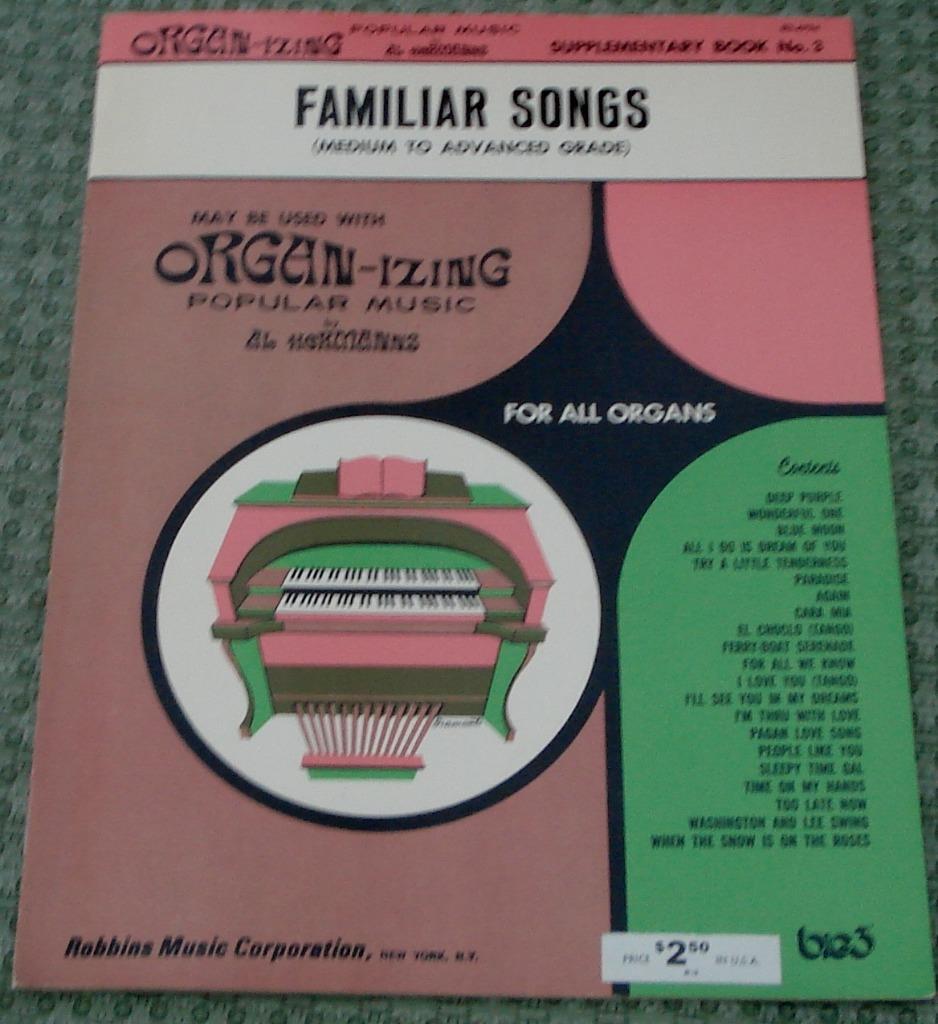 ORGAN-IZING POPULAR MUSIC
by
AL HERMANNS
SUPPLEMENTARY BOOK No. 3
FAMILIAR SONGS
(MEDIUM TO ADVANCED GRADE)
MAY BE USED WITH
ORGAN-IZING
POPULAR MUSIC
by
AL HERMANNS
FOR ALL ORGANS
Contents
DEEP PURPLE
WONDERFUL ONE
BLUE MOON
ALL I DO IS DREAM OF YOU
TRY A LITTLE TENDERNESS
PARADISE
AGAIN
CARA MIA
EL CHOCLO (TANGO)
FERRY-BOAT SERENADE
FOR ALL WE KNOW
I LOVE YOU (TANGO)
I'LL SEE YOU IN MY DREAMS
I'M THRU WITH LOVE
PAGAN LOVE SONG
PEOPLE LIKE YOU
SLEEPY TIME GAL
TIME ON MY HANDS
TOO LATE NOW
WASHINGTON AND LEE SWING
WHEN THE SNOW IS ON THE ROSES
Robbins Music Corporation, NEW YORK, N.Y.
PRICE $2.50 IN U.S.A.
big3